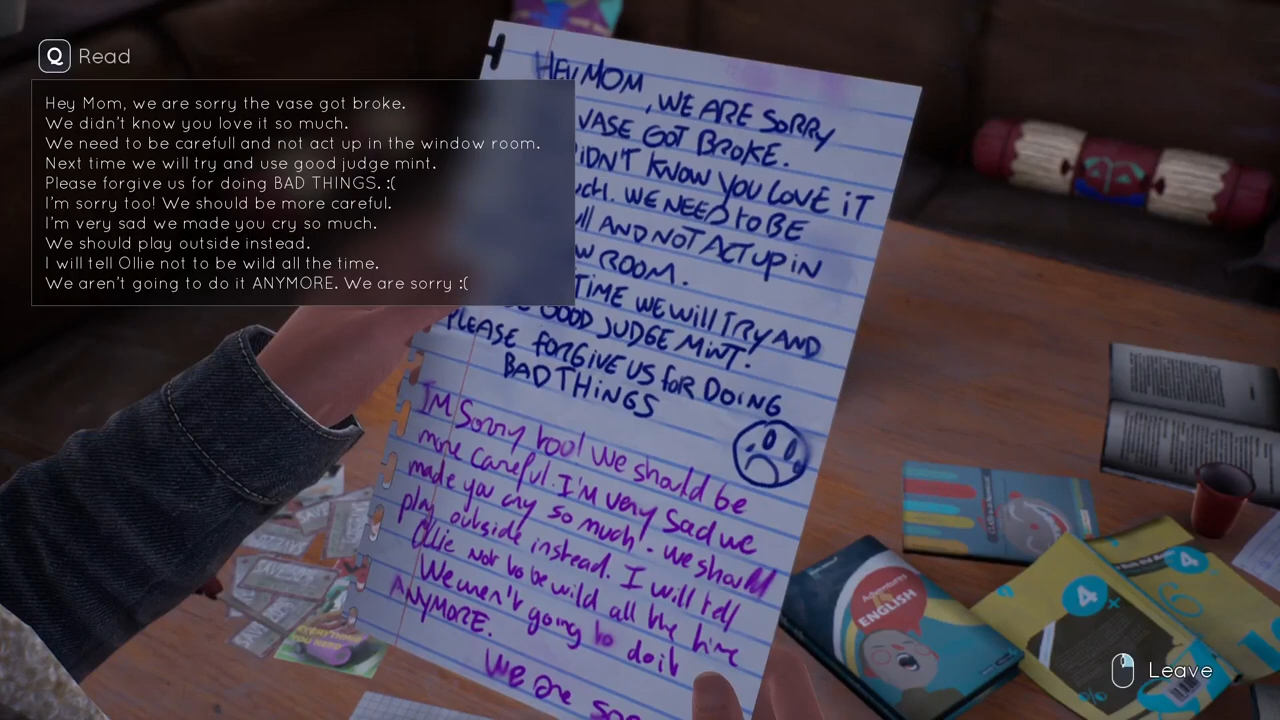 Q Read
Hey Mom, we are sorry the vase got broke.
We didn't know you love it so much.
We need to be carefull and not act up in the window room.
Next time we will try and use good judge mint.
Please forgive us for doing BAD THINGS. :(
I'm sorry too! We should be more careful.
I'm very sad we made you cry so much.
We should play outside instead.
I will tell Ollie not to be wild all the time.
We aren't going to do it ANYMORE. We are sorry :(
HEY MOM, WE ARE SORRY
VASE GOT BROKE.
DIDN'T KNOW YOU LOVE IT
UCH. WE NEED TO BE
ull AND NOT ACT UP IN
W ROOM.
TIME WE WILL TRY AND
GOOD JUDGE MINT.
PLEASE FORGIVE US FOR DOING
BAD THINGS
I'M Sorry too! We should be
more careful. I'M very sad we
made you cry so much. we should
play outside instead. I will tell
Ollie not to be wild all the time
We weren't going to do it
ANYMORE.
We are sor
Adventures
ENGLISH
4
4
6
Leave